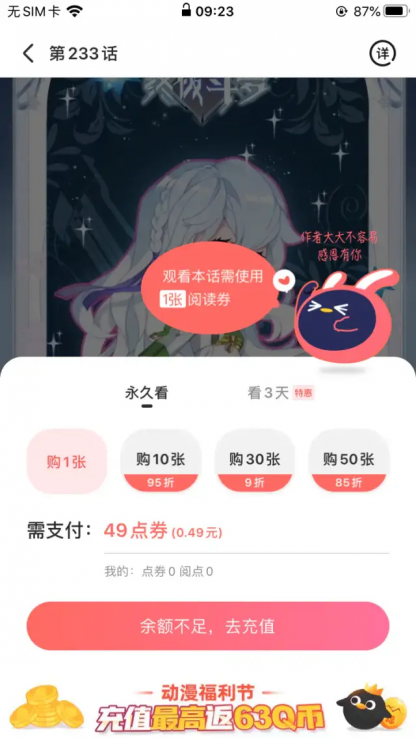 无SIM卡
09:23
87%
第233话
详
作者大大不容易
感恩有你
观看本话需使用
1张 阅读券
永久看
看3天 特惠
购1张
购10张
95折
购30张
9折
购50张
85折
需支付：49点券(0.49元)
我的：点券0 阅点0
余额不足，去充值
动漫福利节
充值最高返63Q币